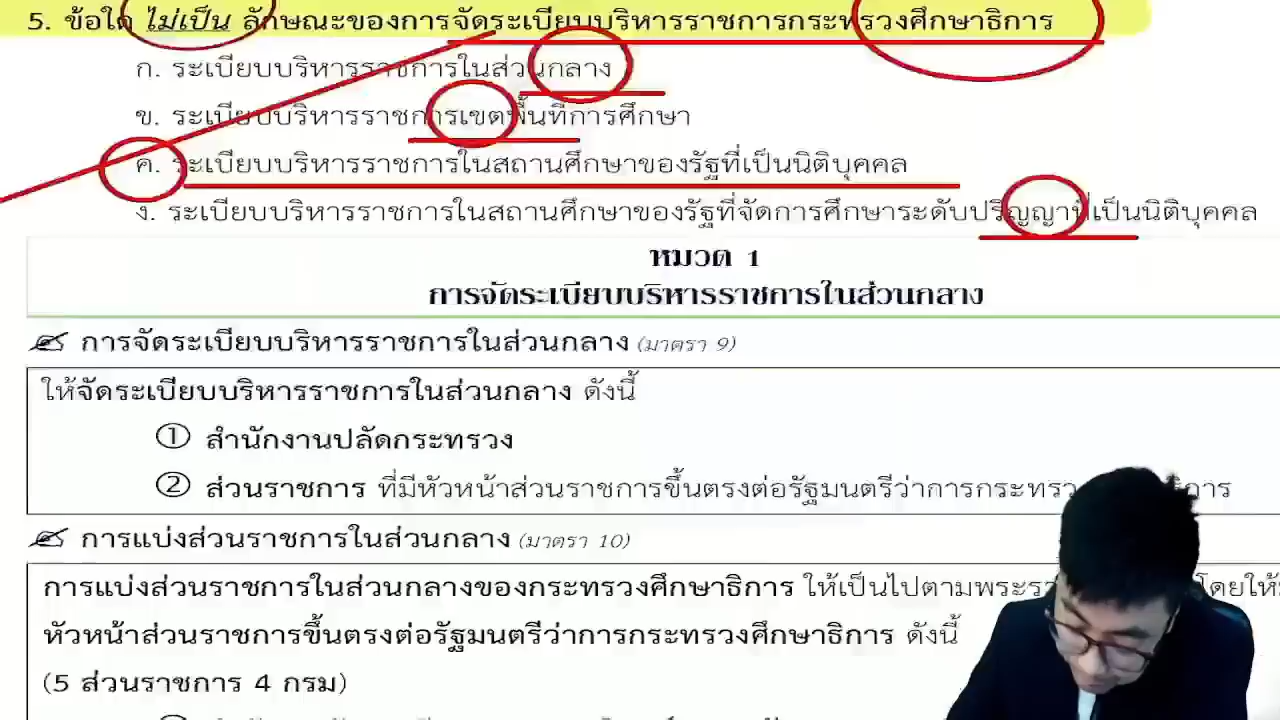 5. ข้อใด ไม่เป็น ลักษณะของการจัดระเบียบบริหารราชการกระทรวงศึกษาธิการ
ก. ระเบียบบริหารราชการในส่วนกลาง
ข. ระเบียบบริหารราชการเขตพื้นที่การศึกษา
ค. ระเบียบบริหารราชการในสถานศึกษาของรัฐที่เป็นนิติบุคคล
ง. ระเบียบบริหารราชการในสถานศึกษาของรัฐที่จัดการศึกษาระดับปริญญาที่เป็นนิติบุคคล
หมวด 1
การจัดระเบียบบริหารราชการในส่วนกลาง
การจัดระเบียบบริหารราชการในส่วนกลาง (มาตรา 9)
ให้จัดระเบียบบริหารราชการในส่วนกลาง ดังนี้
① สำนักงานปลัดกระทรวง
② ส่วนราชการ ที่มีหัวหน้าส่วนราชการขึ้นตรงต่อรัฐมนตรีว่าการกระทรว การ
การแบ่งส่วนราชการในส่วนกลาง (มาตรา 10)
การแบ่งส่วนราชการในส่วนกลางของกระทรวงศึกษาธิการ ให้เป็นไปตามพระรา โดยให้
หัวหน้าส่วนราชการขึ้นตรงต่อรัฐมนตรีว่าการกระทรวงศึกษาธิการ ดังนี้
(5 ส่วนราชการ 4 กรม)